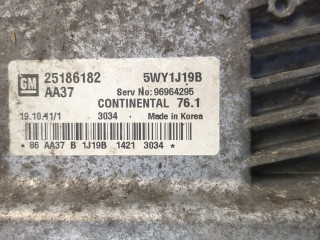 GM 25186182 5WY1J19B
AA37 Serv No:96964295
CONTINENTAL 76.1
19.10.11/1 3034 Made in Korea
* 86 AA37 B 1J19B 1421 3034 *